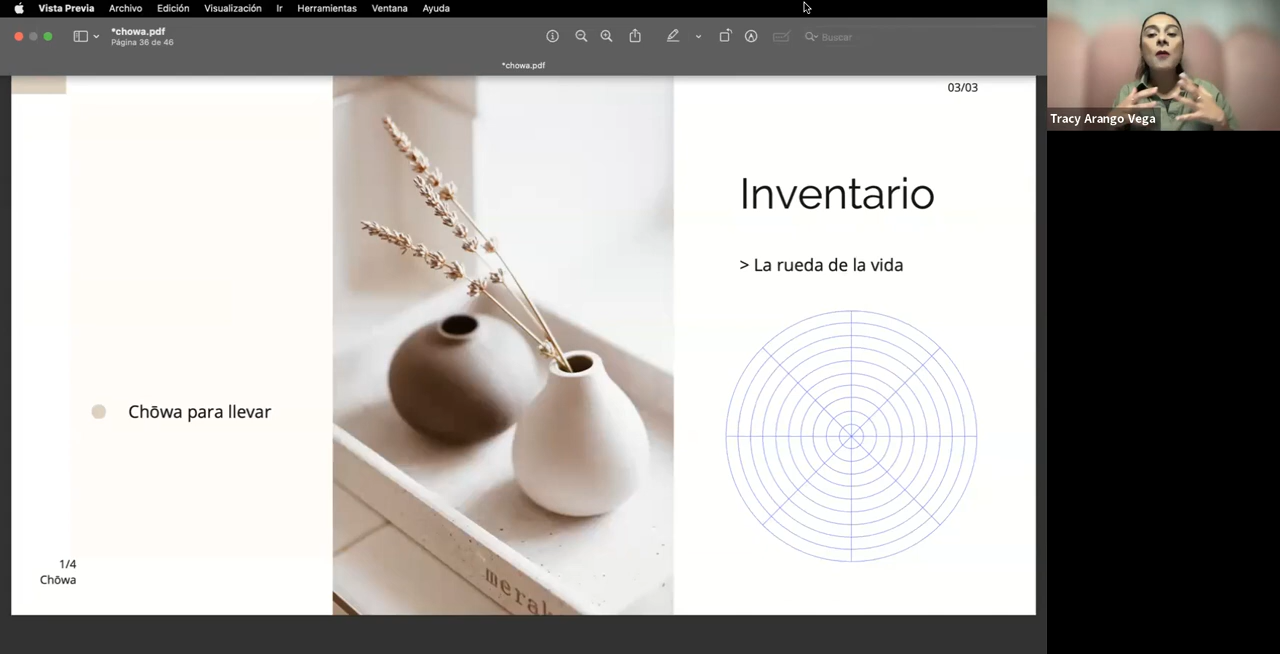 Vista Previa Archivo Edición Visualización Ir Herramientas Ventana Ayuda
*chowa.pdf
Página 36 de 46
Buscar
*chowa.pdf
Tracy Arango Vega
03/03
Inventario
> La rueda de la vida
Chōwa para llevar
1/4
Chōwa
merak